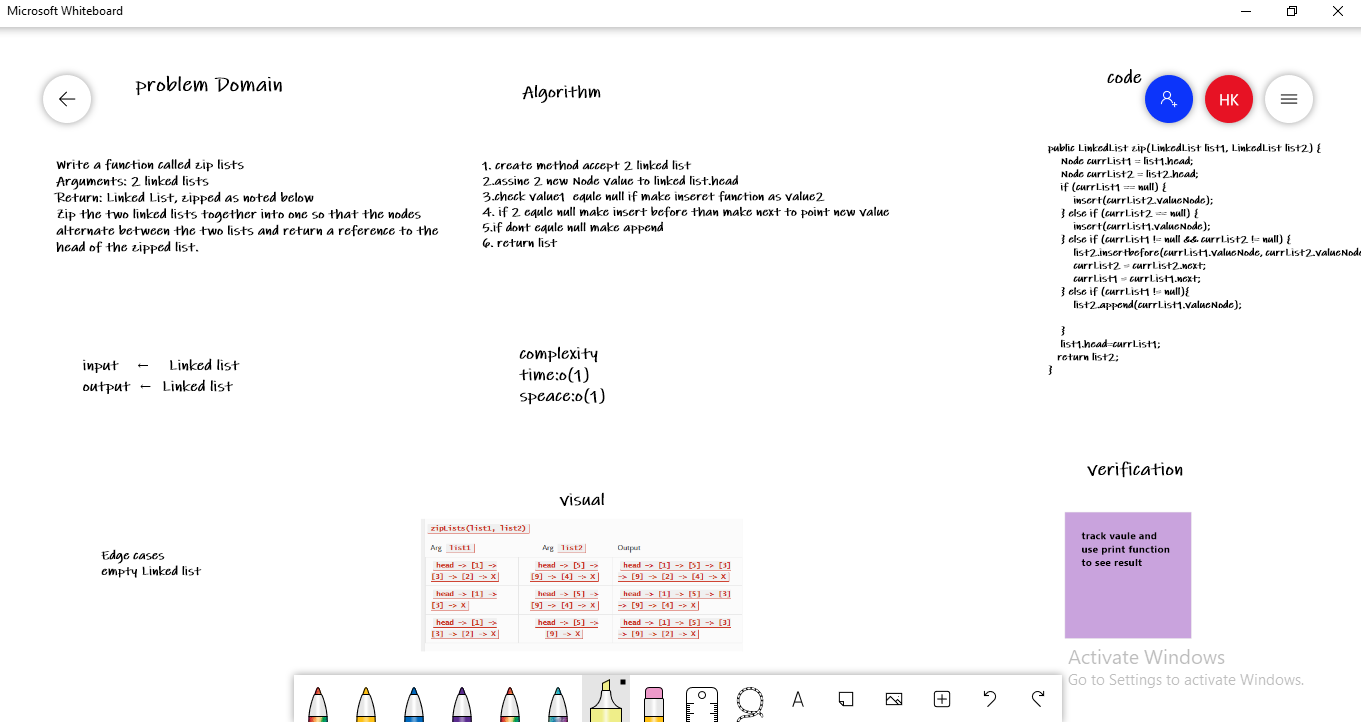 Microsoft Whiteboard
problem Domain
Write a function called zip lists
Arguments: 2 linked lists
Return: Linked List, zipped as noted below
Zip the two linked lists together into one so that the nodes
alternate between the two lists and return a reference to the
head of the zipped list.
input ← Linked list
output ← Linked list
Edge cases
empty Linked list
Algorithm
1. create method accept 2 linked list
2.assine 2 new Node value to linked list.head
3.check value1 equle null if make inseret function as value2
4. if 2 equle null make insert before than make next to point new value
5.if dont equle null make append
6. return list
complexity
time:o(1)
speace:o(1)
visual
zipLists(list1, list2)
Arg list1 Arg list2 Output
head -> [1] -> head -> [5] -> head -> [1] -> [5] -> [3]
[3] -> [2] -> X [9] -> [4] -> X -> [9] -> [2] -> [4] -> X
head -> [1] -> head -> [5] -> head -> [1] -> [5] -> [3]
[3] -> X [9] -> [4] -> X -> [9] -> [4] -> X
head -> [1] -> head -> [5] -> head -> [1] -> [5] -> [3]
[3] -> [2] -> X [9] -> X -> [9] -> [2] -> X
code
HK
public LinkedList zip(LinkedList list1, LinkedList list2) {
Node currList1 = list1.head;
Node currList2 = list2.head;
if (currList1 == null) {
insert(currList2.valueNode);
} else if (currList2 == null) {
insert(currList1.valueNode);
} else if (currList1 != null && currList2 != null) {
list2.insertbefore(currList1.valueNode, currList2.valueNode
currList2 = currList2.next;
currList1 = currList1.next;
} else if (currList1 != null){
list2.append(currList1.valueNode);
}
list1.head=currList1;
return list2;
}
verification
track vaule and
use print function
to see result
Activate Windows
Go to Settings to activate Windows.
A